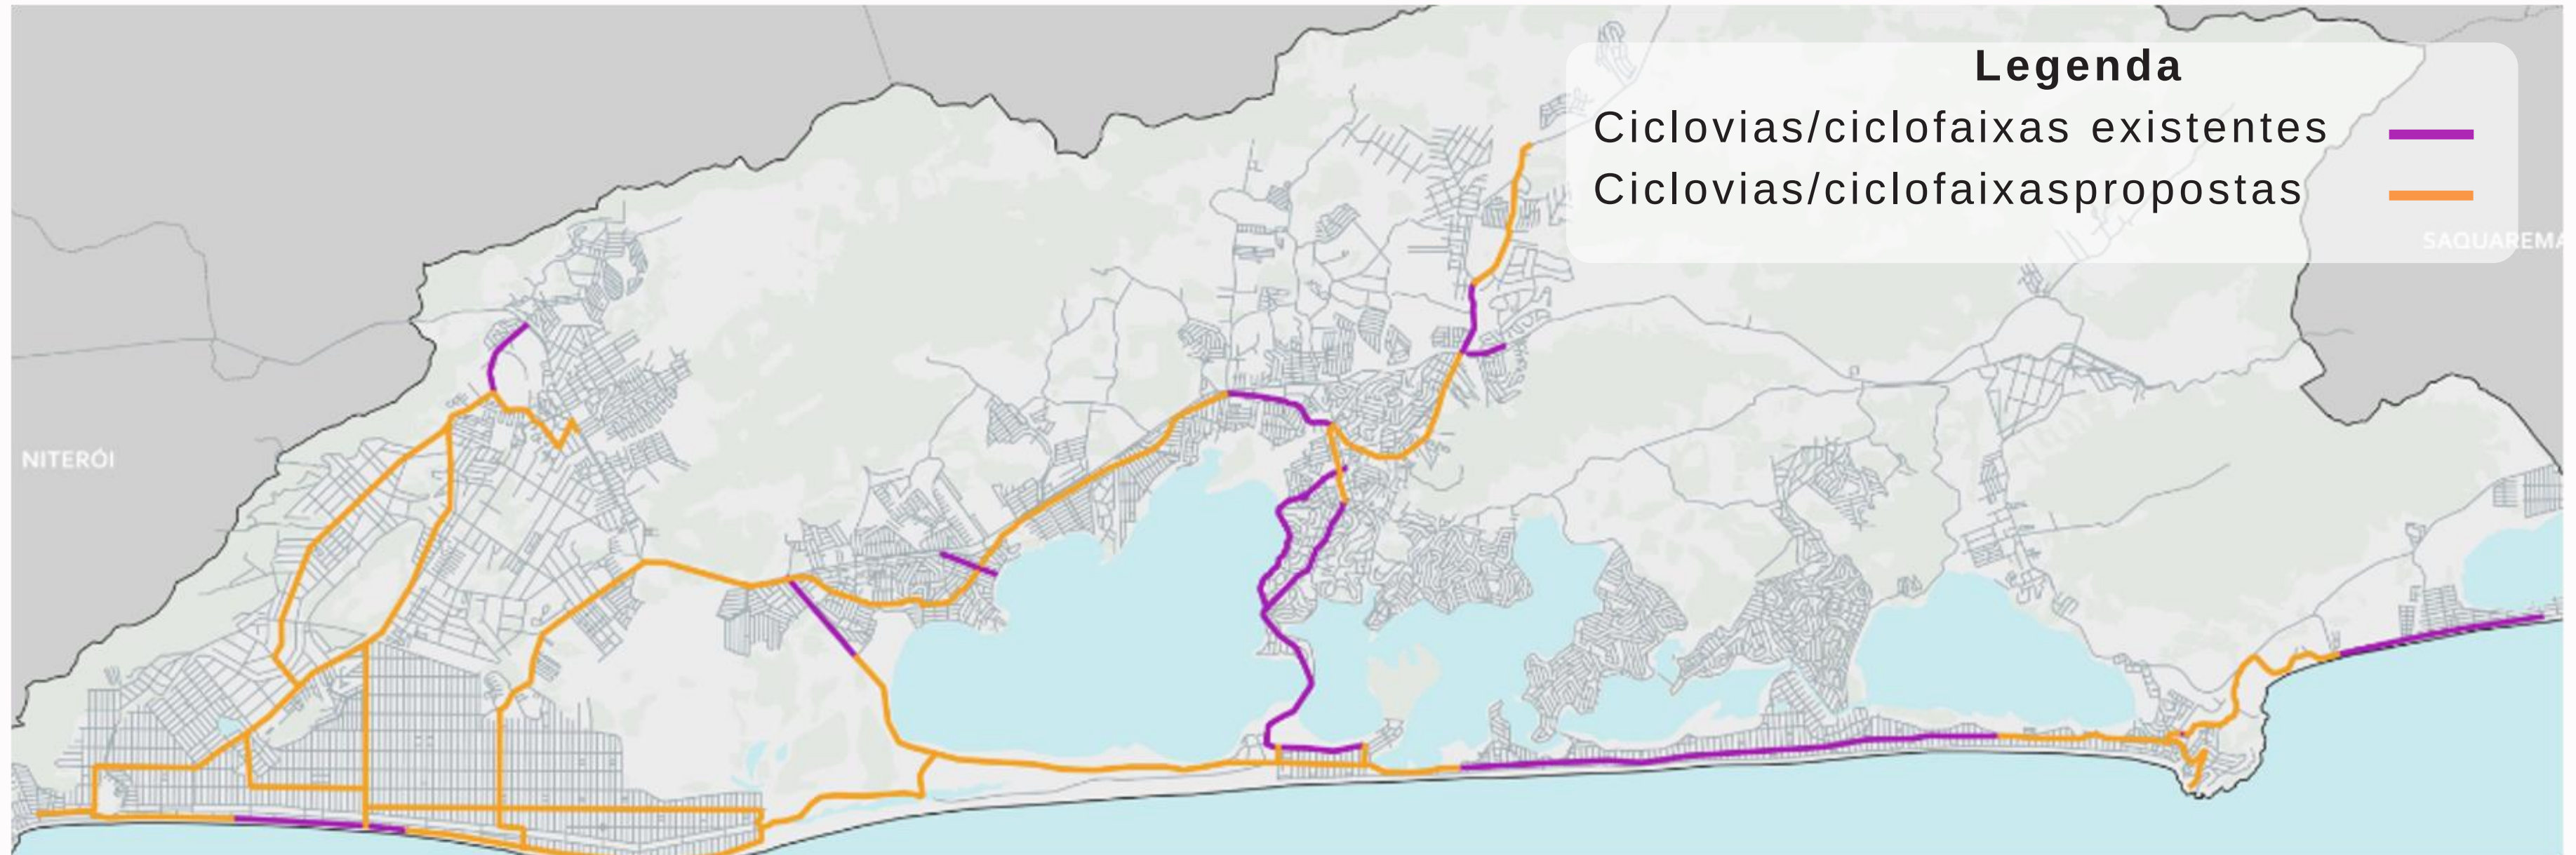 Legenda
Ciclovias/ciclofaixas existentes
Ciclovias/ciclofaixaspropostas
SAQUAREMA
NITERÓI